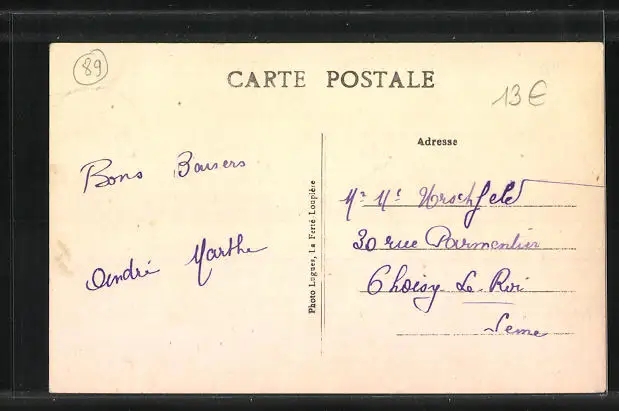 89
CARTE POSTALE
13€
Adresse
Bons Baisers
André Marthe
Photo Lugues, La Ferté Loupière
30 rue Parmentier
Choisy Le Roi
Seine